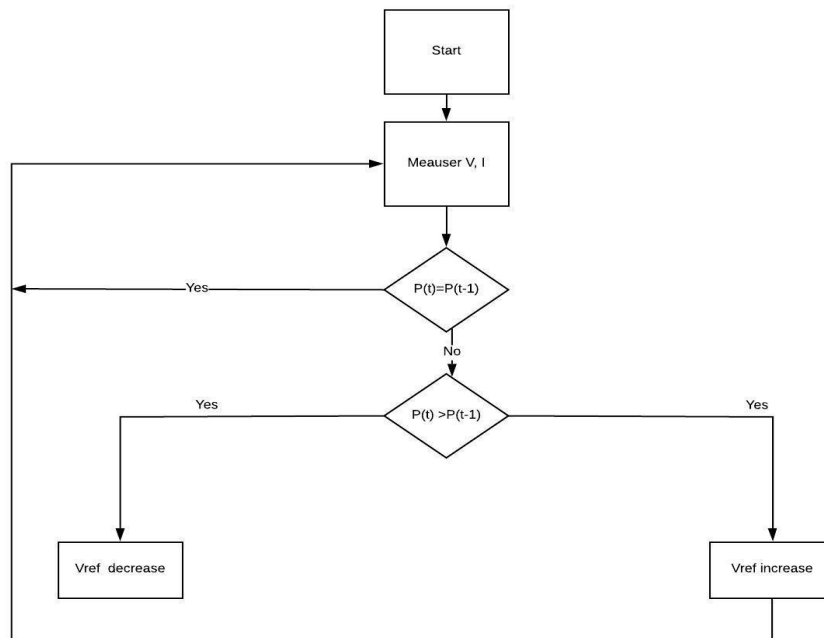 Start
Meauser V, I
P(t)=P(t-1)
Yes
No
P(t) >P(t-1)
Yes
Yes
Vref  decrease
Vref increase